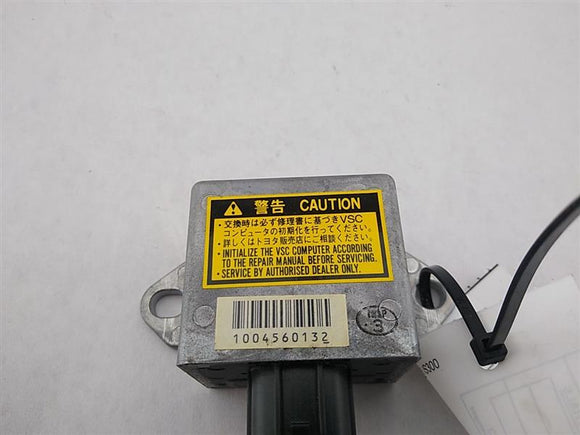 警告 CAUTION
・交換時は必ず修理書に基づきVSC
コンピュータの初期化を行ってください。
・詳しくはトヨタ販売店にご相談ください。
・INITIALIZE THE VSC COMPUTER ACCORDING
TO THE REPAIR MANUAL BEFORE SERVICING.
・SERVICE BY AUTHORISED DEALER ONLY.
1004560132
S300